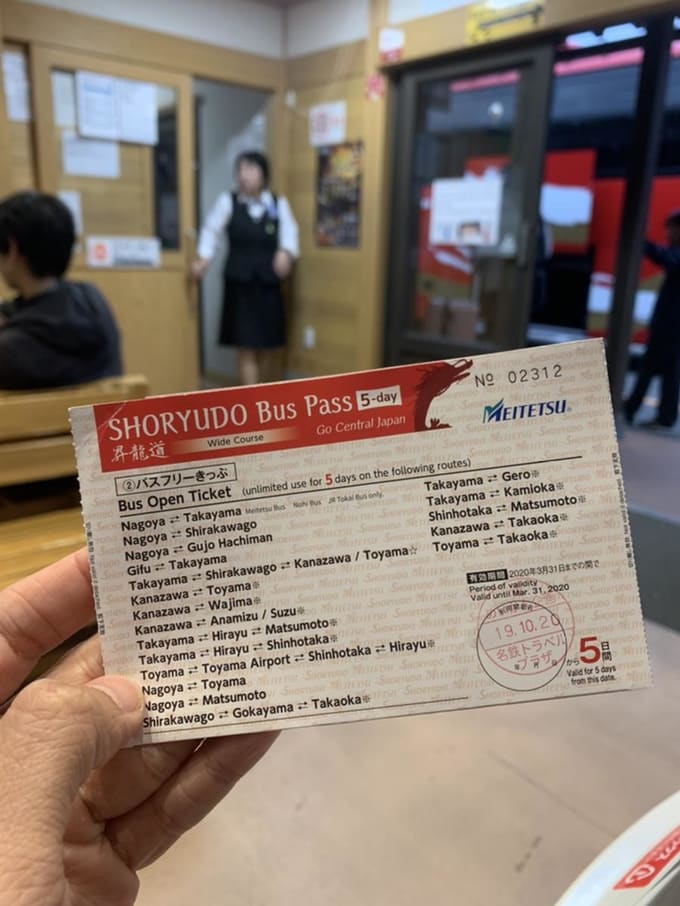 SHORYUDO Bus Pass 5-day
昇龍道 Wide Course Go Central Japan
№ 02312
MEITETSU
②バスフリーきっぷ
Bus Open Ticket (unlimited use for 5 days on the following routes)
Nagoya ⇄ Takayama Meitetsu Bus Nohi Bus JR Tokai Bus only.
Nagoya ⇄ Shirakawago
Nagoya ⇄ Gujo Hachiman
Gifu ⇄ Takayama
Takayama ⇄ Shirakawago ⇄ Kanazawa / Toyama☆
Kanazawa ⇄ Toyama※
Kanazawa ⇄ Wajima※
Kanazawa ⇄ Anamizu / Suzu※
Takayama ⇄ Hirayu ⇄ Matsumoto※
Takayama ⇄ Hirayu ⇄ Shinhotaka※
Toyama ⇄ Toyama Airport ⇄ Shinhotaka ⇄ Hirayu※
Nagoya ⇄ Toyama
Nagoya ⇄ Matsumoto
Shirakawago ⇄ Gokayama ⇄ Takaoka※
Takayama ⇄ Gero※
Takayama ⇄ Kamioka※
Shinhotaka ⇄ Matsumoto※
Kanazawa ⇄ Takaoka※
Toyama ⇄ Takaoka※
有効期間 2020年3月31日までの間で
Period of validity
Valid until Mar. 31, 2020
19.10.20
名鉄トラベル
プラザ
から5日間
Valid for 5 days
from this date.